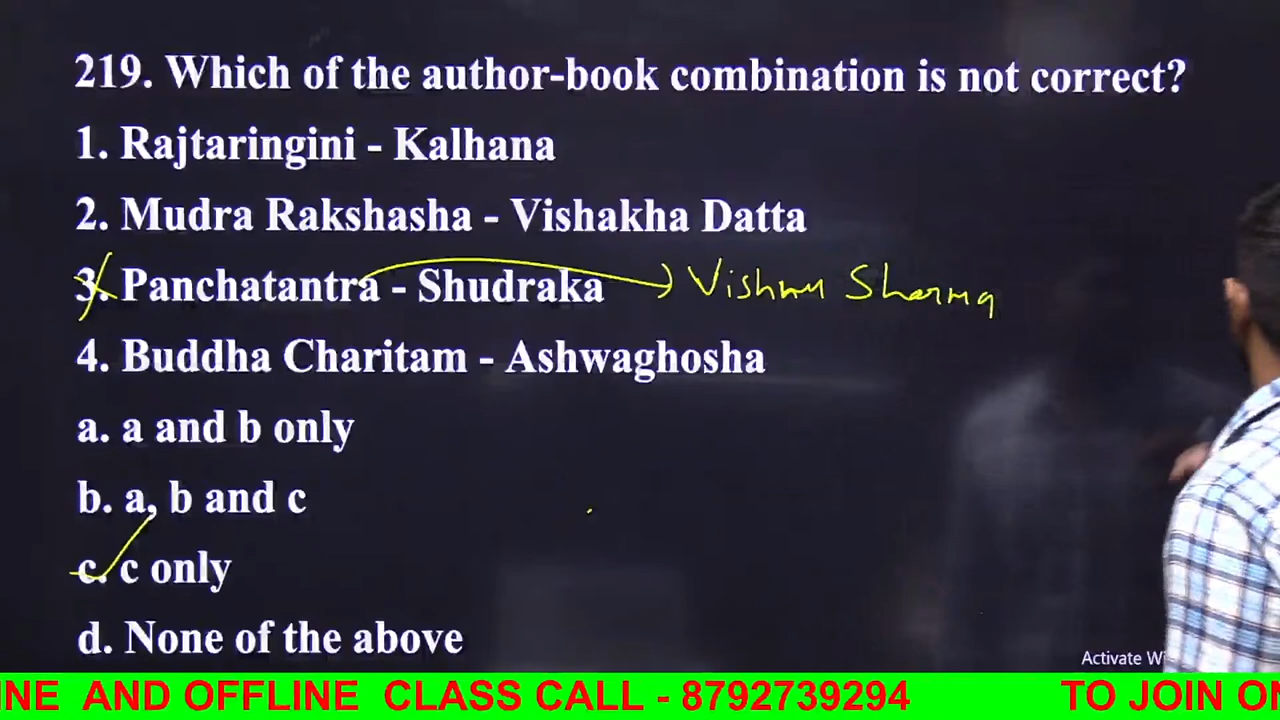 219. Which of the author-book combination is not correct?
1. Rajtaringini - Kalhana
2. Mudra Rakshasha - Vishakha Datta
3. Panchatantra - Shudraka → Vishnu Sharma
4. Buddha Charitam - Ashwaghosha
a. a and b only
b. a, b and c
c. c only
d. None of the above
Activate Wi
INE AND OFFLINE CLASS CALL - 8792739294 TO JOIN ON